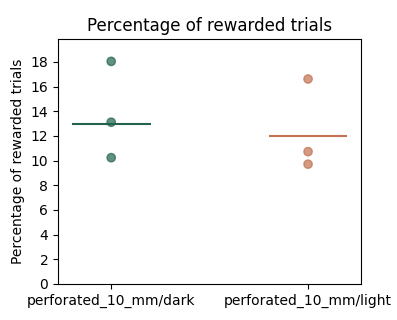 Percentage of rewarded trials
Percentage of rewarded trials
18
16
14
12
10
8
6
4
2
0
perforated_10_mm/dark
perforated_10_mm/light